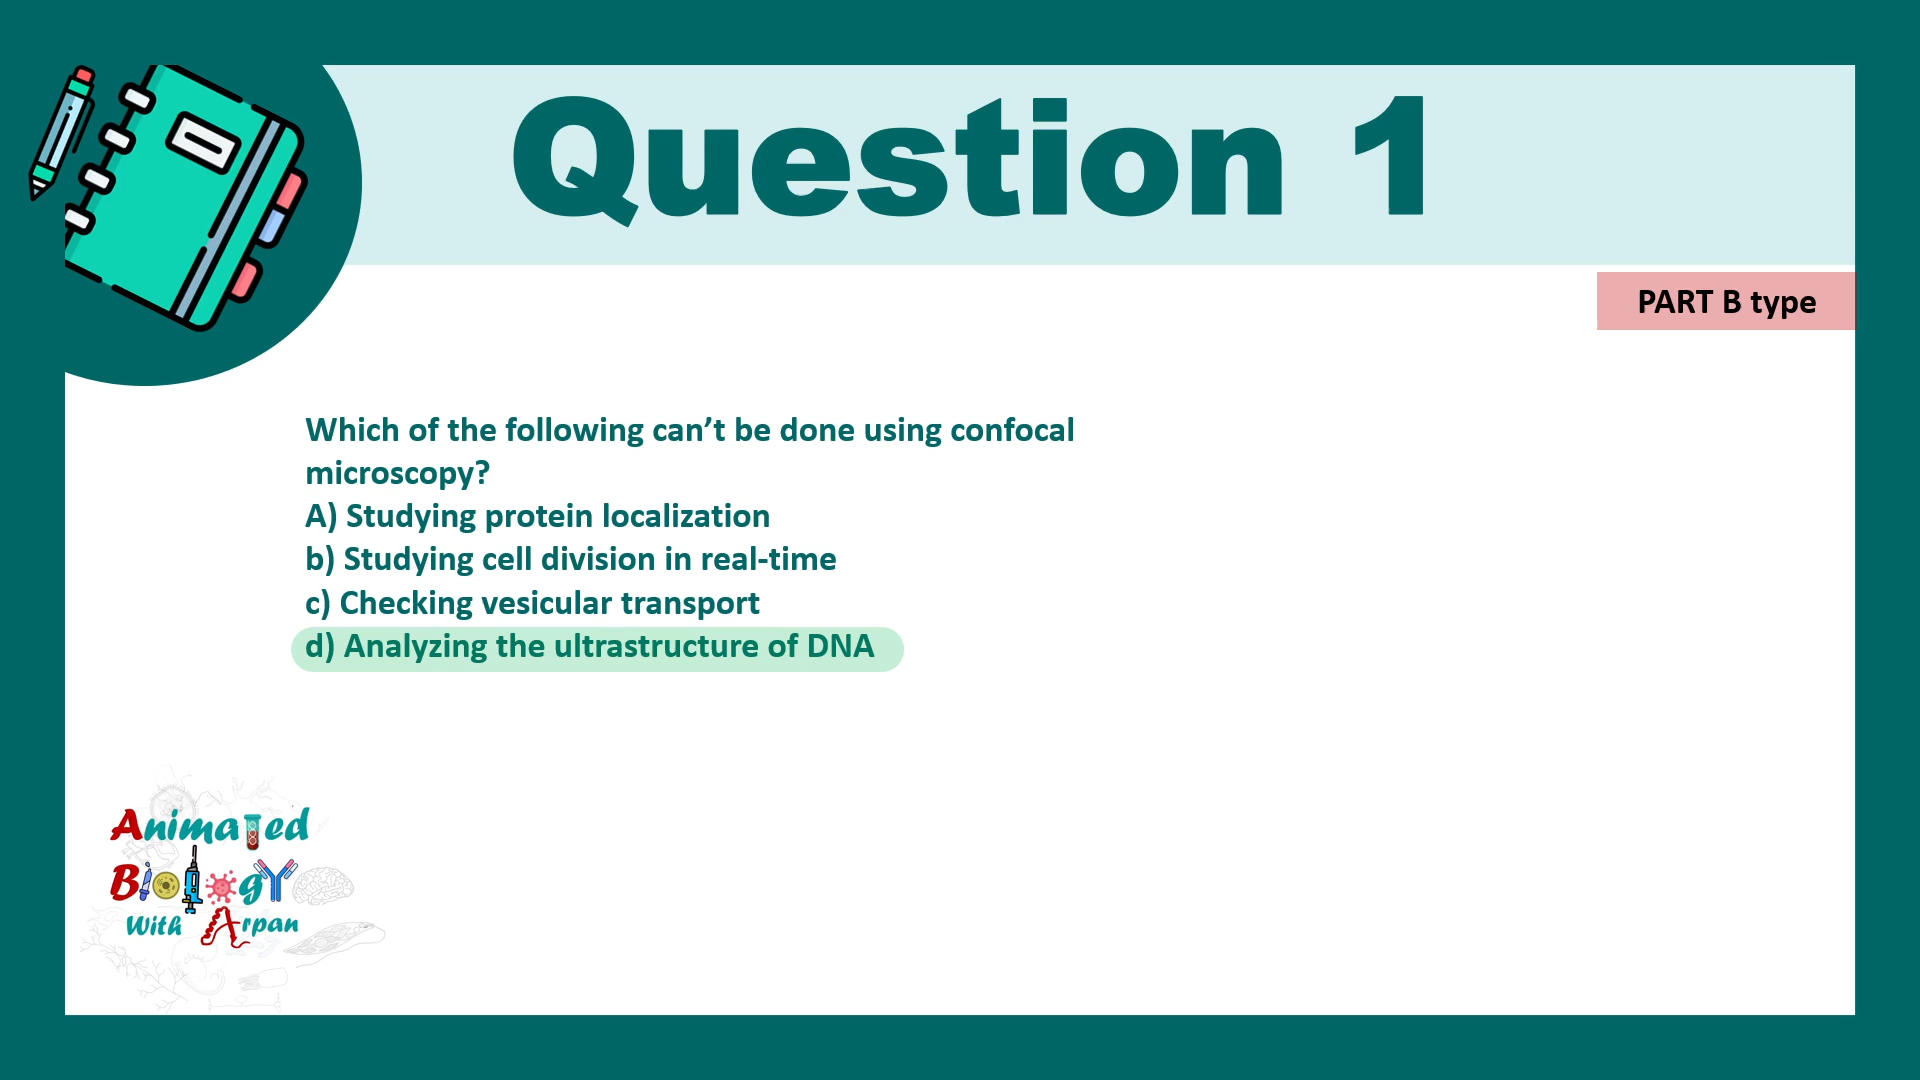 Question 1
PART B type
Which of the following can’t be done using confocal
microscopy?
A) Studying protein localization
b) Studying cell division in real-time
c) Checking vesicular transport
d) Analyzing the ultrastructure of DNA
Animated
Biology
With Arpan